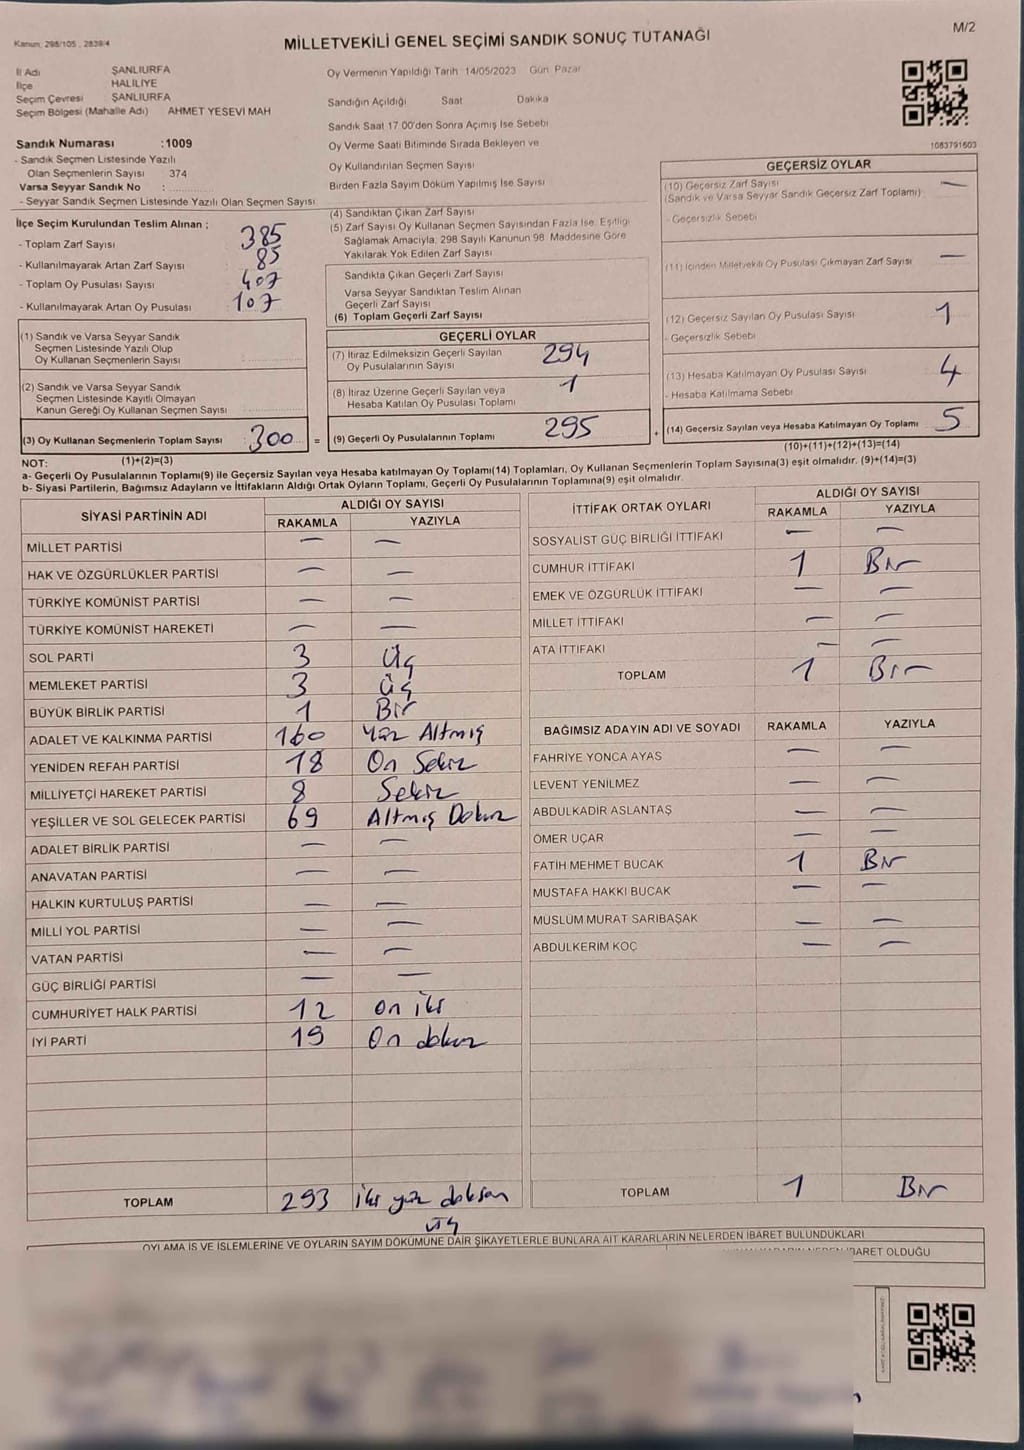 M/2
Kanun: 298/105 , 2839/4
MİLLETVEKİLİ GENEL SEÇİMİ SANDIK SONUÇ TUTANAĞI
İl Adı ŞANLIURFA
İlçe HALİLİYE
Seçim Çevresi ŞANLIURFA
Seçim Bölgesi (Mahalle Adı) AHMET YESEVİ MAH
Sandık Numarası :1009
- Sandık Seçmen Listesinde Yazılı
Olan Seçmenlerin Sayısı 374
Varsa Seyyar Sandık No :
- Seyyar Sandık Seçmen Listesinde Yazılı Olan Seçmen Sayısı
İlçe Seçim Kurulundan Teslim Alınan ;
- Toplam Zarf Sayısı 385
- Kullanılmayarak Artan Zarf Sayısı 85
- Toplam Oy Pusulası Sayısı 407
- Kullanılmayarak Artan Oy Pusulası 107
(1) Sandık ve Varsa Seyyar Sandık
Seçmen Listesinde Yazılı Olup
Oy Kullanan Seçmenlerin Sayısı
(2) Sandık ve Varsa Seyyar Sandık
Seçmen Listesinde Kayıtlı Olmayan
Kanun Gereği Oy Kullanan Seçmen Sayısı
(3) Oy Kullanan Seçmenlerin Toplam Sayısı 300 =
Oy Vermenin Yapıldığı Tarih 14/05/2023 Gün Pazar
Sandığın Açıldığı Saat Dakika
Sandık Saat 17:00'den Sonra Açımış İse Sebebi
Oy Verme Saati Bitiminde Sırada Bekleyen ve
Oy Kullandırılan Seçmen Sayısı
Birden Fazla Sayım Döküm Yapılmış İse Sayısı
(4) Sandıktan Çıkan Zarf Sayısı
(5) Zarf Sayısı Oy Kullanan Seçmen Sayısından Fazla İse, Eşitliği
Sağlamak Amacıyla, 298 Sayılı Kanunun 98. Maddesine Göre
Yakılarak Yok Edilen Zarf Sayısı
Sandıkta Çıkan Geçerli Zarf Sayısı
Varsa Seyyar Sandıktan Teslim Alınan
Geçerli Zarf Sayısı
(6) Toplam Geçerli Zarf Sayısı
GEÇERLİ OYLAR
(7) İtiraz Edilmeksizin Geçerli Sayılan
Oy Pusulalarının Sayısı 294
(8) İtiraz Üzerine Geçerli Sayılan veya
Hesaba Katılan Oy Pusulası Toplamı 1
(9) Geçerli Oy Pusulalarının Toplamı 295 +
1083791603
GEÇERSİZ OYLAR
(10) Geçersiz Zarf Sayısı —
(Sandık ve Varsa Seyyar Sandık Geçersiz Zarf Toplamı)
- Geçersizlik Sebebi
(11) İçinden Milletvekili Oy Pusulası Çıkmayan Zarf Sayısı —
(12) Geçersiz Sayılan Oy Pusulası Sayısı 1
- Geçersizlik Sebebi
(13) Hesaba Katılmayan Oy Pusulası Sayısı 4
- Hesaba Katılmama Sebebi
(14) Geçersiz Sayılan veya Hesaba Katılmayan Oy Toplamı 5
(10)+(11)+(12)+(13)=(14)
NOT: (1)+(2)=(3)
a- Geçerli Oy Pusulalarının Toplamı(9) ile Geçersiz Sayılan veya Hesaba katılmayan Oy Toplamı(14) Toplamları, Oy Kullanan Seçmenlerin Toplam Sayısına(3) eşit olmalıdır. (9)+(14)=(3)
b- Siyasi Partilerin, Bağımsız Adayların ve İttifakların Aldığı Ortak Oyların Toplamı, Geçerli Oy Pusulalarının Toplamına(9) eşit olmalıdır.
SİYASİ PARTİNİN ADI ALDIĞI OY SAYISI
RAKAMLA YAZIYLA
MİLLET PARTİSİ — —
HAK VE ÖZGÜRLÜKLER PARTİSİ — —
TÜRKİYE KOMÜNİST PARTİSİ — —
TÜRKİYE KOMÜNİST HAREKETİ — —
SOL PARTİ 3 Üç
MEMLEKET PARTİSİ 3 üç
BÜYÜK BİRLİK PARTİSİ 1 Bir
ADALET VE KALKINMA PARTİSİ 160 Yüz Altmış
YENİDEN REFAH PARTİSİ 18 On Sekiz
MİLLİYETÇİ HAREKET PARTİSİ 8 Sekiz
YEŞİLLER VE SOL GELECEK PARTİSİ 69 Altmış Dokuz
ADALET BİRLİK PARTİSİ — —
ANAVATAN PARTİSİ — —
HALKIN KURTULUŞ PARTİSİ — —
MİLLİ YOL PARTİSİ — —
VATAN PARTİSİ — —
GÜÇ BİRLİĞİ PARTİSİ — —
CUMHURİYET HALK PARTİSİ 12 on iki
İYİ PARTİ 19 On dokuz
TOPLAM 293 iki yüz doksan
üç
İTTİFAK ORTAK OYLARI ALDIĞI OY SAYISI
RAKAMLA YAZIYLA
SOSYALİST GÜÇ BİRLİĞİ İTTİFAKI — —
CUMHUR İTTİFAKI 1 Bir
EMEK VE ÖZGÜRLÜK İTTİFAKI — —
MİLLET İTTİFAKI — —
ATA İTTİFAKI — —
TOPLAM 1 Bir
BAĞIMSIZ ADAYIN ADI VE SOYADI RAKAMLA YAZIYLA
FAHRİYE YONCA AYAS — —
LEVENT YENİLMEZ — —
ABDULKADİR ASLANTAŞ — —
ÖMER UÇAR — —
FATİH MEHMET BUCAK 1 Bir
MUSTAFA HAKKI BUCAK — —
MÜSLÜM MURAT SARIBAŞAK — —
ABDULKERİM KOÇ — —
TOPLAM 1 Bir
OYLAMA İŞ VE İŞLEMLERİNE VE OYLARIN SAYIM DÖKÜMÜNE DAİR ŞİKAYETLERLE BUNLARA AİT KARARLARIN NELERDEN İBARET BULUNDUKLARI
İBARET OLDUĞU